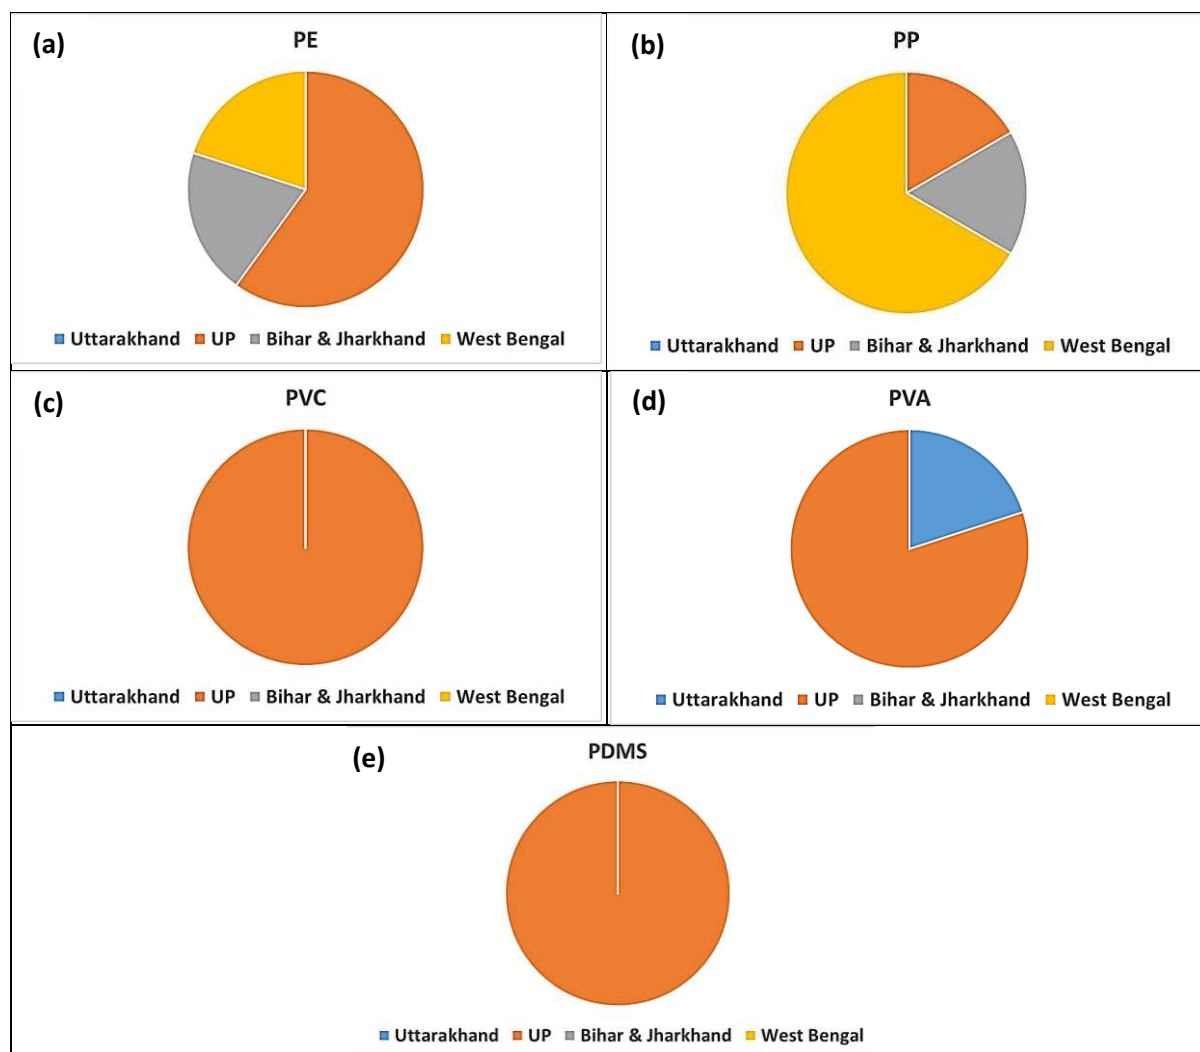 (a)
PE
Uttarakhand UP Bihar & Jharkhand West Bengal
(b)
PP
Uttarakhand UP Bihar & Jharkhand West Bengal
(c)
PVC
Uttarakhand UP Bihar & Jharkhand West Bengal
(d)
PVA
Uttarakhand UP Bihar & Jharkhand West Bengal
(e)
PDMS
Uttarakhand UP Bihar & Jharkhand West Bengal